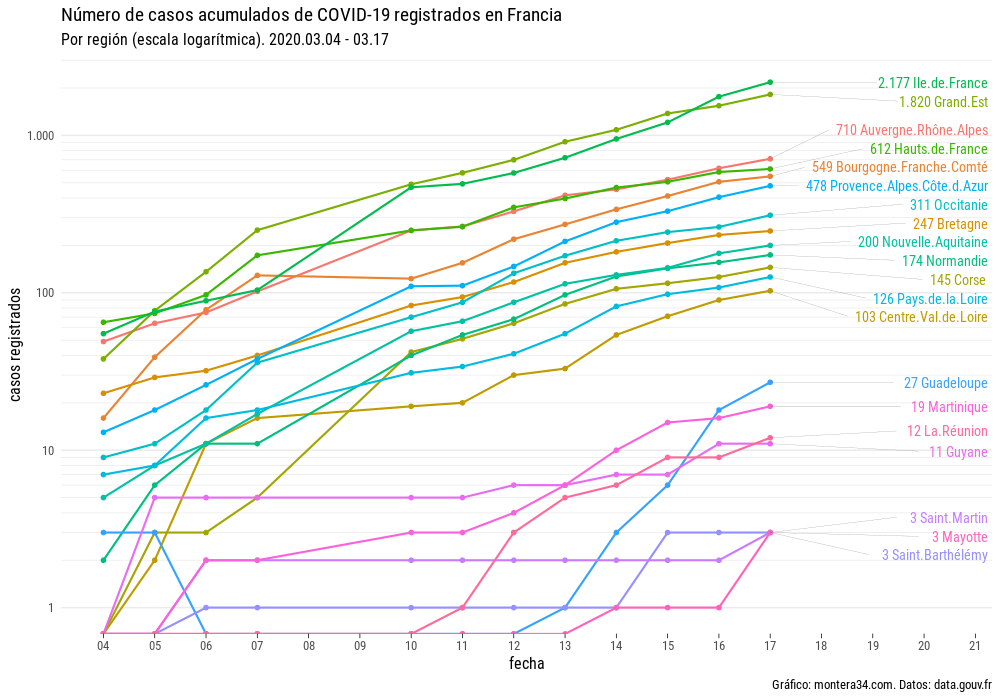 Número de casos acumulados de COVID-19 registrados en Francia
Por región (escala logarítmica). 2020.03.04 - 03.17
casos registrados
1.000
100
10
1
2.177 Ile.de.France
1.820 Grand.Est
710 Auvergne.Rhône.Alpes
612 Hauts.de.France
549 Bourgogne.Franche.Comté
478 Provence.Alpes.Côte.d.Azur
311 Occitanie
247 Bretagne
200 Nouvelle.Aquitaine
174 Normandie
145 Corse
126 Pays.de.la.Loire
103 Centre.Val.de.Loire
27 Guadeloupe
19 Martinique
12 La.Réunion
11 Guyane
3 Saint.Martin
3 Mayotte
3 Saint.Barthélémy
04 05 06 07 08 09 10 11 12 13 14 15 16 17 18 19 20 21
fecha
Gráfico: montera34.com. Datos: data.gouv.fr